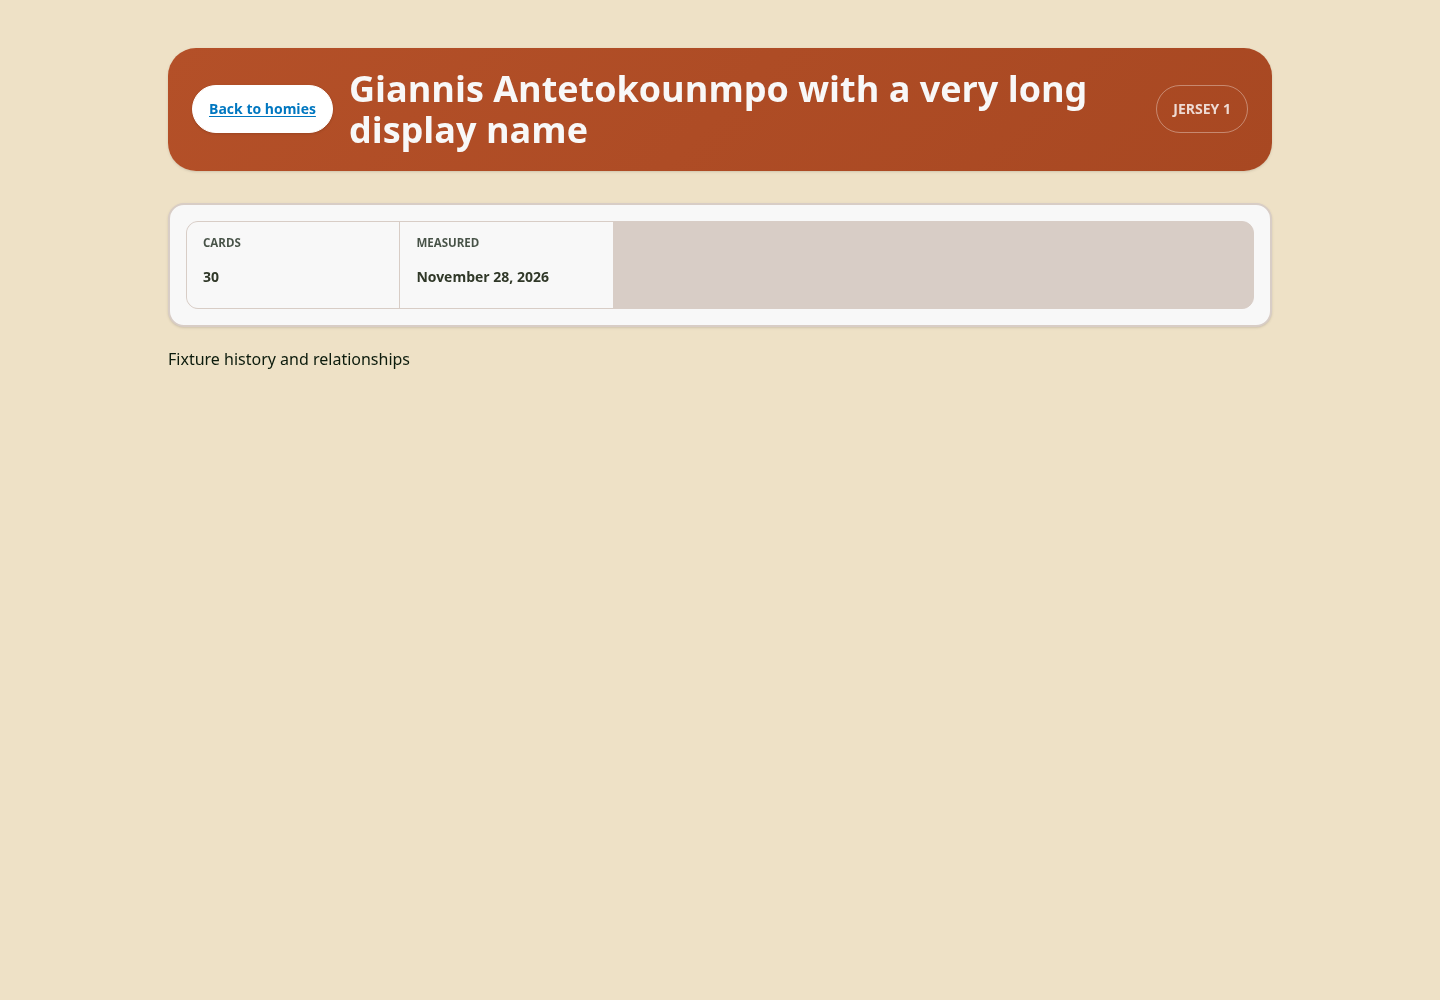 Back to homies
Giannis Antetokounmpo with a very long
display name
JERSEY 1
CARDS
MEASURED
30
November 28, 2026
Fixture history and relationships